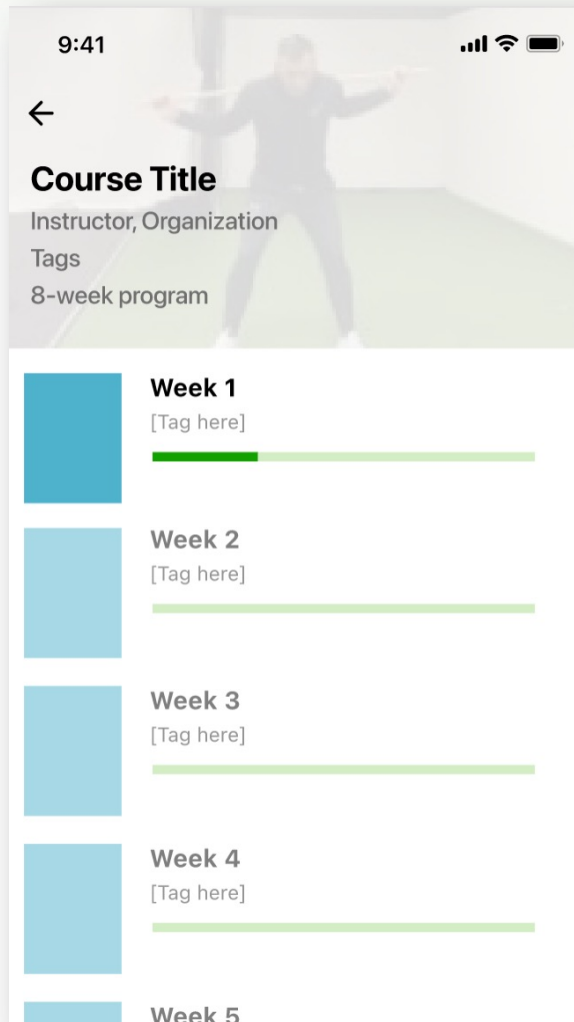 9:41
Course Title
Instructor, Organization
Tags
8-week program
Week 1
[Tag here]
Week 2
[Tag here]
Week 3
[Tag here]
Week 4
[Tag here]
Week 5